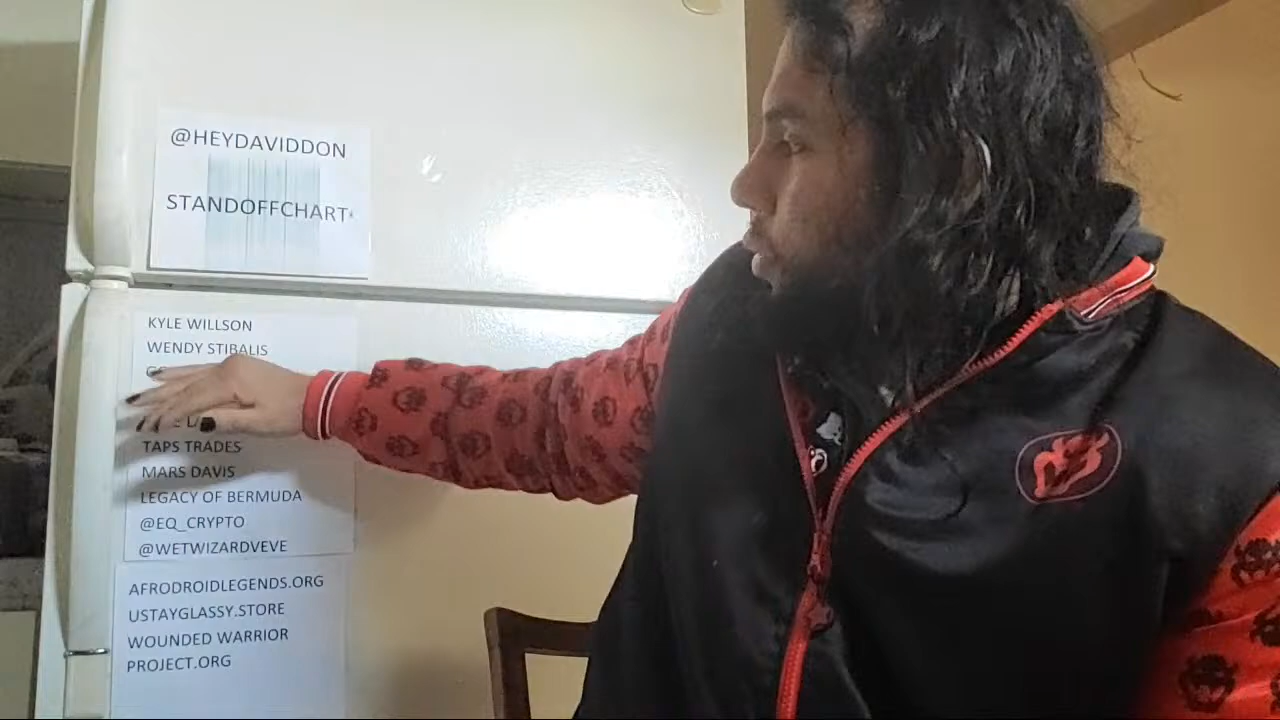 @HEYDAVIDDON
STANDOFFCHART
KYLE WILLSON
WENDY STIBALIS
TAPS TRADES
MARS DAVIS
LEGACY OF BERMUDA
@EQ_CRYPTO
@WETWIZARDVEVE
AFRODROIDLEGENDS.ORG
USTAYGLASSY.STORE
WOUNDED WARRIOR
PROJECT.ORG